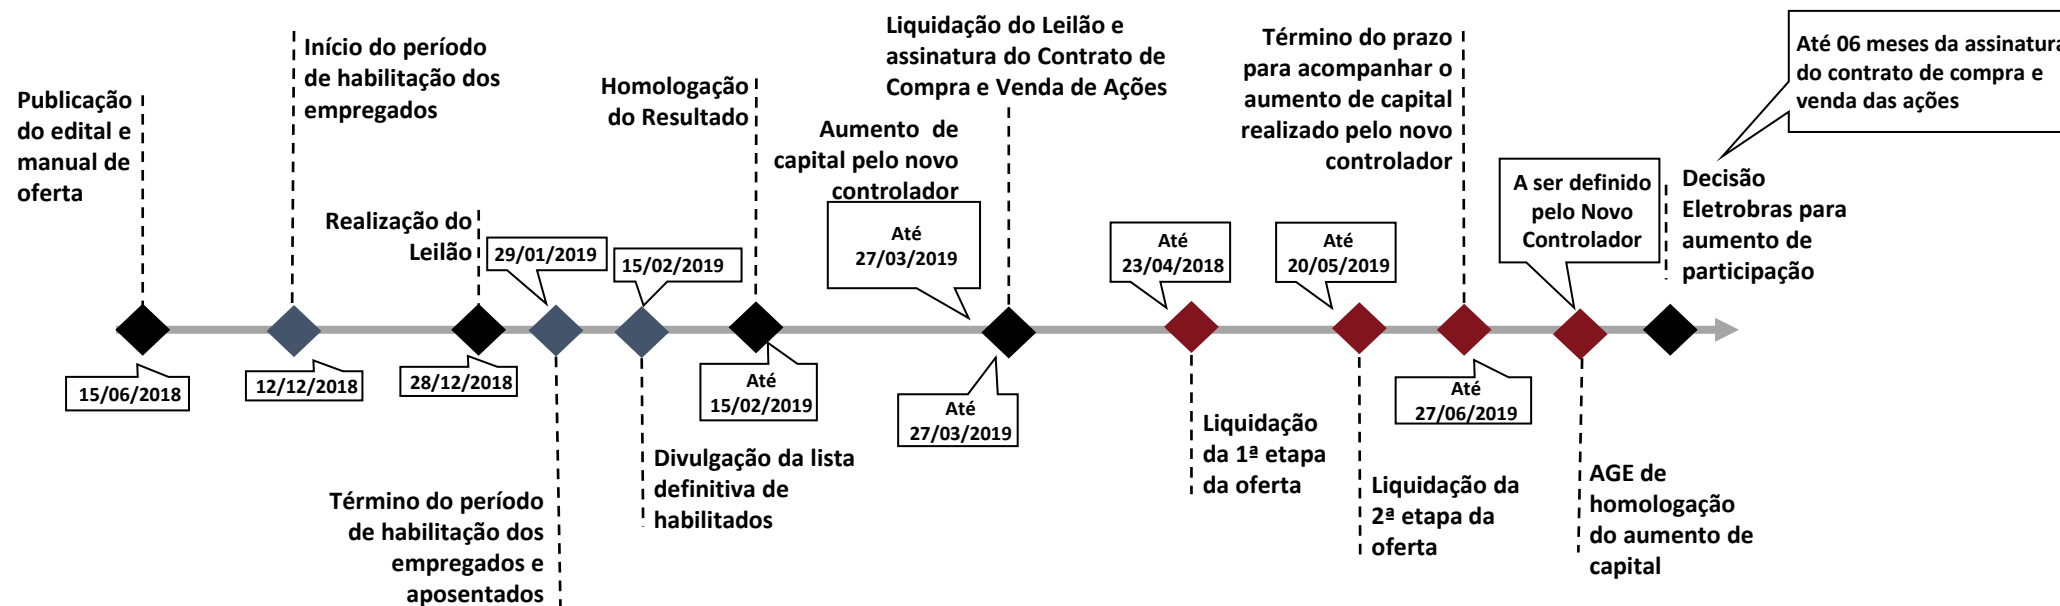 Publicação
do edital e
manual de
oferta
15/06/2018
Início do período
de habilitação dos
empregados
12/12/2018
Realização do
Leilão
28/12/2018
29/01/2019
Término do período
de habilitação dos
empregados e
aposentados
15/02/2019
Divulgação da lista
definitiva de
habilitados
Homologação
do Resultado
Até
15/02/2019
Aumento de
capital pelo novo
controlador
Até
27/03/2019
Liquidação do Leilão e
assinatura do Contrato de
Compra e Venda de Ações
Até
27/03/2019
Até
23/04/2018
Liquidação
da 1ª etapa
da oferta
Até
20/05/2019
Liquidação da
2ª etapa da
oferta
Término do prazo
para acompanhar o
aumento de capital
realizado pelo novo
controlador
Até
27/06/2019
A ser definido
pelo Novo
Controlador
AGE de
homologação
do aumento de
capital
Até 06 meses da assinatura
do contrato de compra e
venda das ações
Decisão
Eletrobras para
aumento de
participação